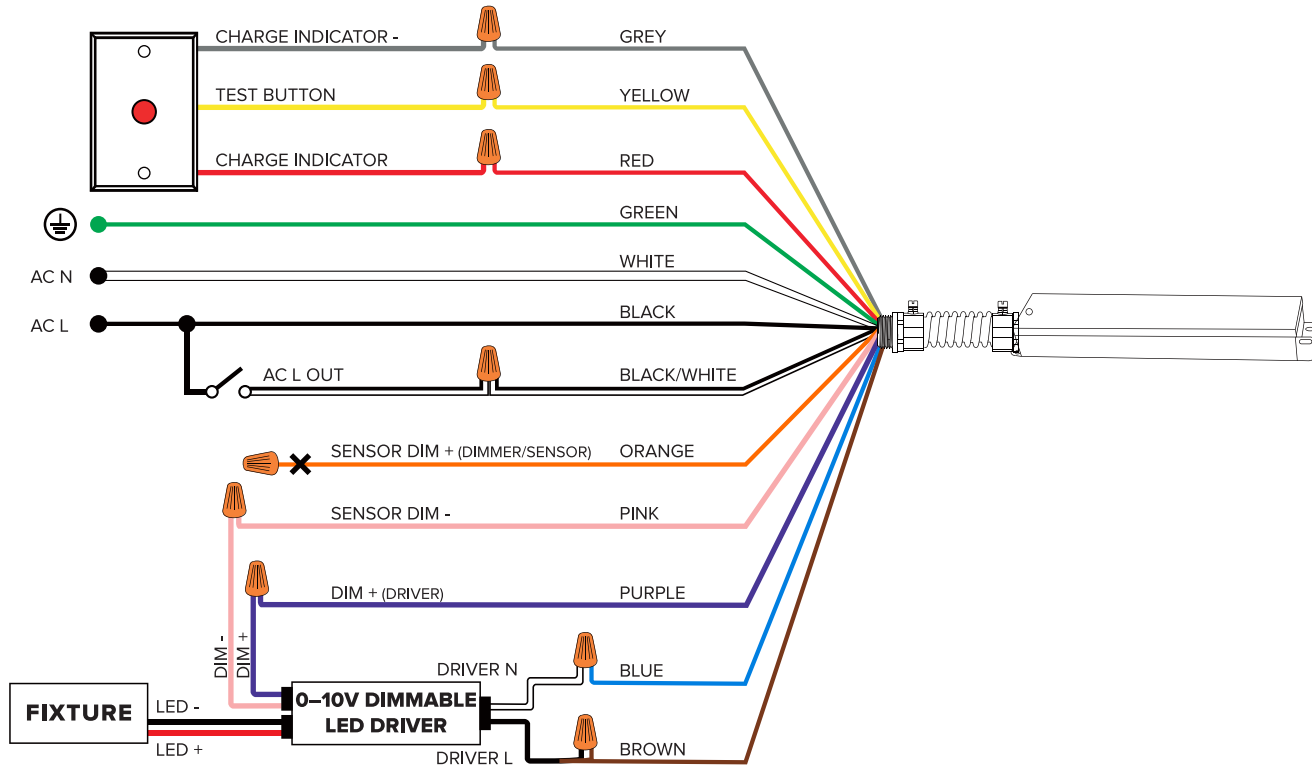 CHARGE INDICATOR - GREY
TEST BUTTON YELLOW
CHARGE INDICATOR RED
GREEN
AC N WHITE
AC L BLACK
AC L OUT BLACK/WHITE
SENSOR DIM + (DIMMER/SENSOR) ORANGE
SENSOR DIM - PINK
DIM + (DRIVER) PURPLE
DIM -
DIM +
DRIVER N BLUE
FIXTURE
LED -
LED +
0–10V DIMMABLE
LED DRIVER
DRIVER L BROWN